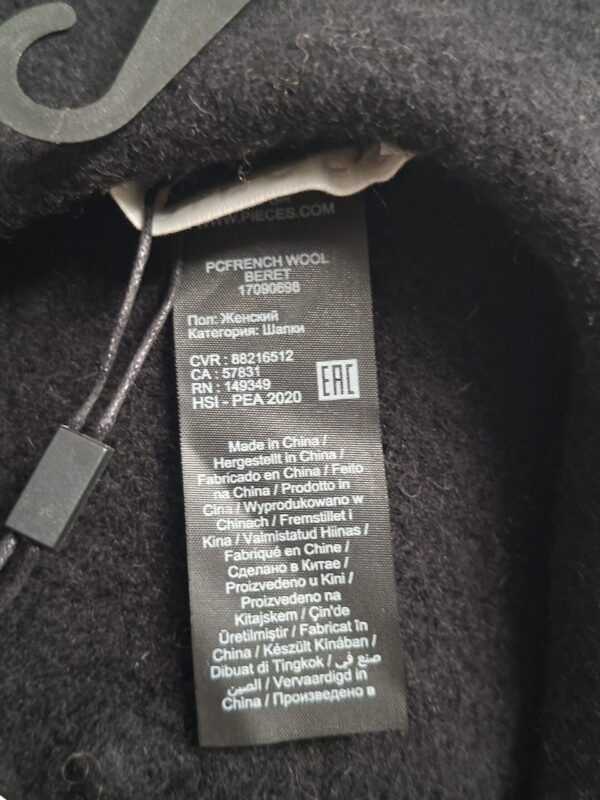 WWW.PIECES.COM
PCFRENCH WOOL
BERET
17090698
Пол: Женский
Категория: Шапки
CVR : 88216512
CA : 57831
RN : 149349
HSI - PEA 2020
EAC
Made in China /
Hergestellt in China /
Fabricado en China / Feito
na China / Prodotto in
Cina / Wyprodukowano w
Chinach / Fremstillet i
Kina / Valmistatud Hiinas /
Fabriqué en Chine /
Сделано в Китае /
Proizvedeno u Kini /
Proizvedeno na
Kitajskem / Çin'de
Üretilmiştir / Fabricat în
China / Készült Kínában /
Dibuat di Tingkok / صنع في
الصين / Vervaardigd in
China / Произведено в